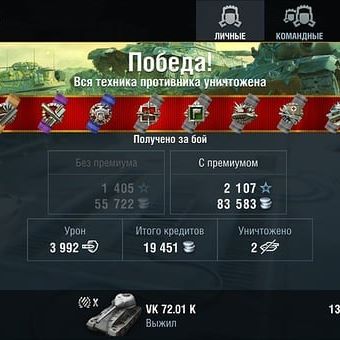 ЛИЧНЫЕ КОМАНДНЫЕ
Победа!
Вся техника противника уничтожена
Получено за бой
Без премиума С премиумом
1 405 2 107
55 722 83 583
Урон Итого кредитов Уничтожено
3 992 19 451 2
X VK 72.01 K 13
Выжил